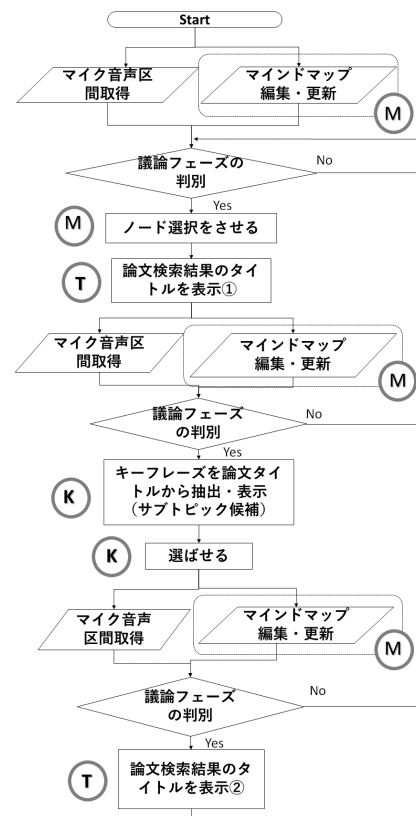 Start
マイク音声区
間取得
マインドマップ
編集・更新
M
議論フェーズの
判別
No
Yes
M
ノード選択をさせる
T
論文検索結果のタイ
トルを表示①
マイク音声区
間取得
マインドマップ
編集・更新
M
議論フェーズ
の判別
No
Yes
K
キーフレーズを論文タイ
トルから抽出・表示
（サブトピック候補）
K
選ばせる
マイク音声
区間取得
マインドマップ
編集・更新
M
議論フェーズ
の判別
No
Yes
T
論文検索結果のタ
イトルを表示②